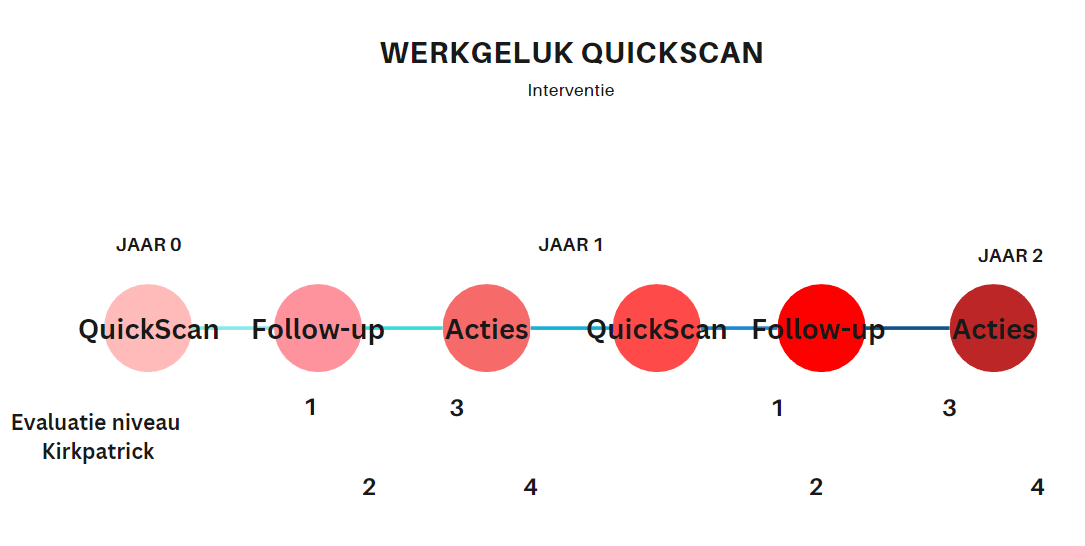 WERKGELUK QUICKSCAN
Interventie
JAAR 0
JAAR 1
JAAR 2
QuickScan
Follow-up
Acties
QuickScan
Follow-up
Acties
Evaluatie niveau
Kirkpatrick
1
3
1
3
2
4
2
4